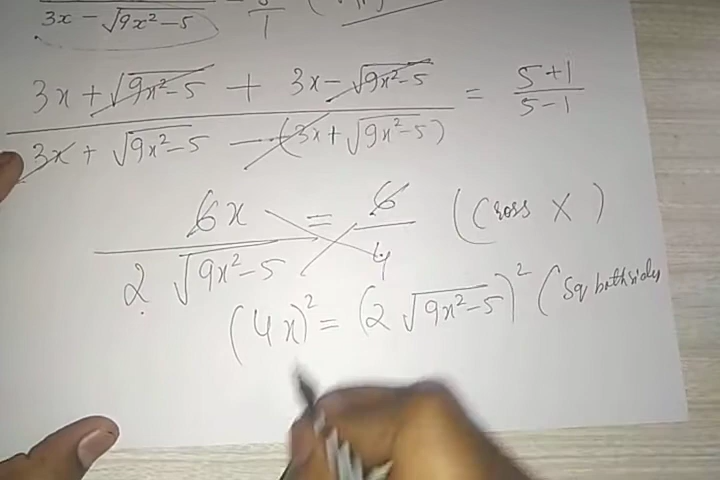 3x - √9x²-5
1
3x + √9x²-5 + 3x - √9x²-5 = 5+1
3x + √9x²-5 - (3x + √9x²-5) 5-1
6x = 6 (Cross X)
2 √9x²-5 4
(4x)² = (2 √9x²-5)² (Sq both sides